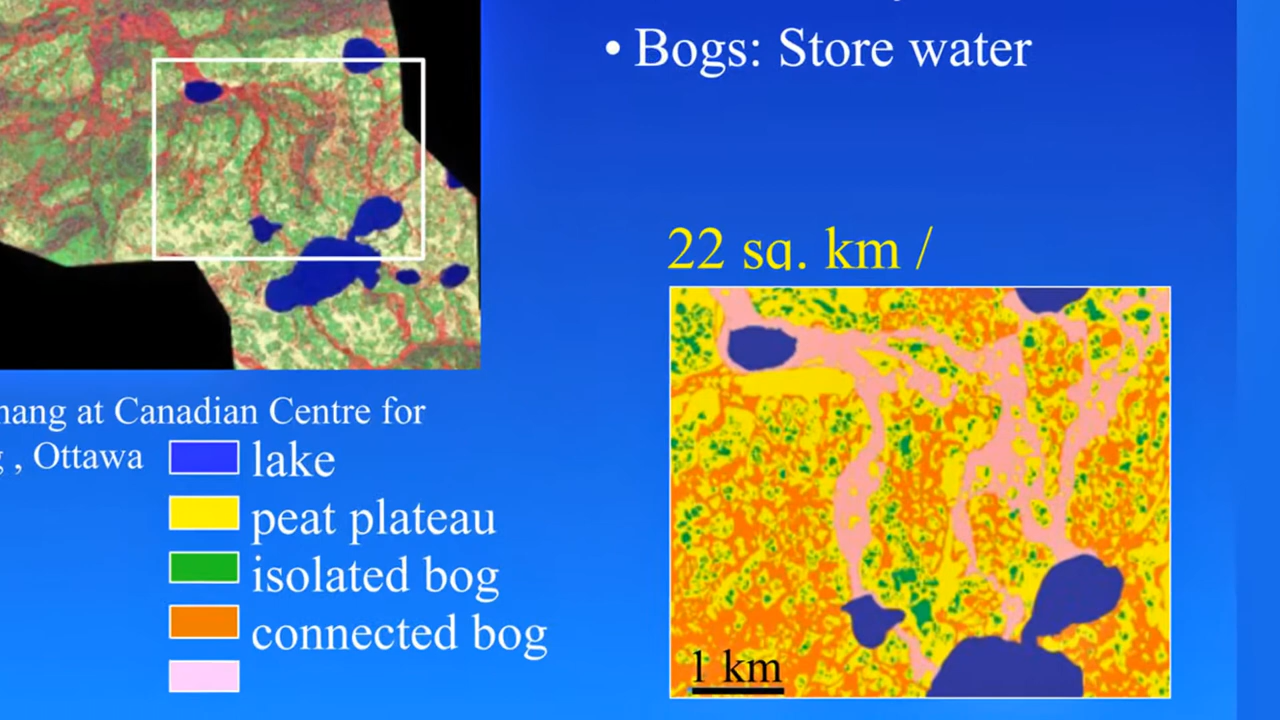 • Bogs: Store water
22 sq. km /
at Canadian Centre for
, Ottawa
lake
peat plateau
isolated bog
connected bog
1 km